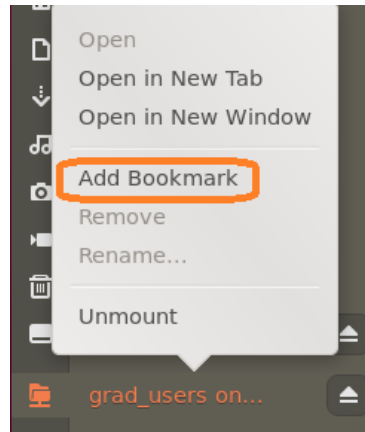 Open
Open in New Tab
Open in New Window
Add Bookmark
Remove
Rename...
Unmount
grad_users on...